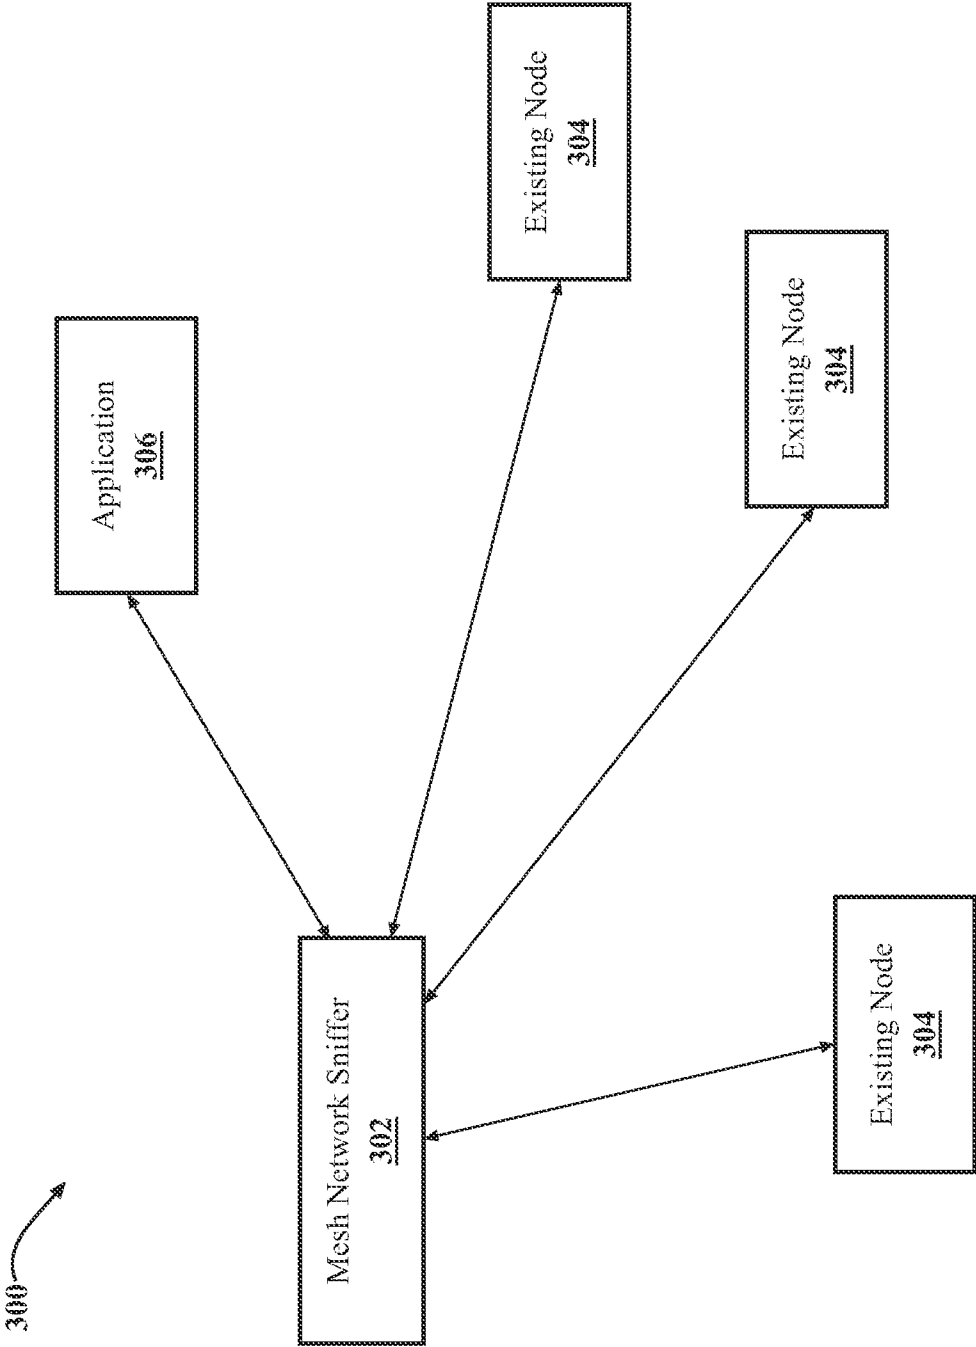 300
Application
306
Mesh Network Sniffer
302
Existing Node
304
Existing Node
304
Existing Node
304